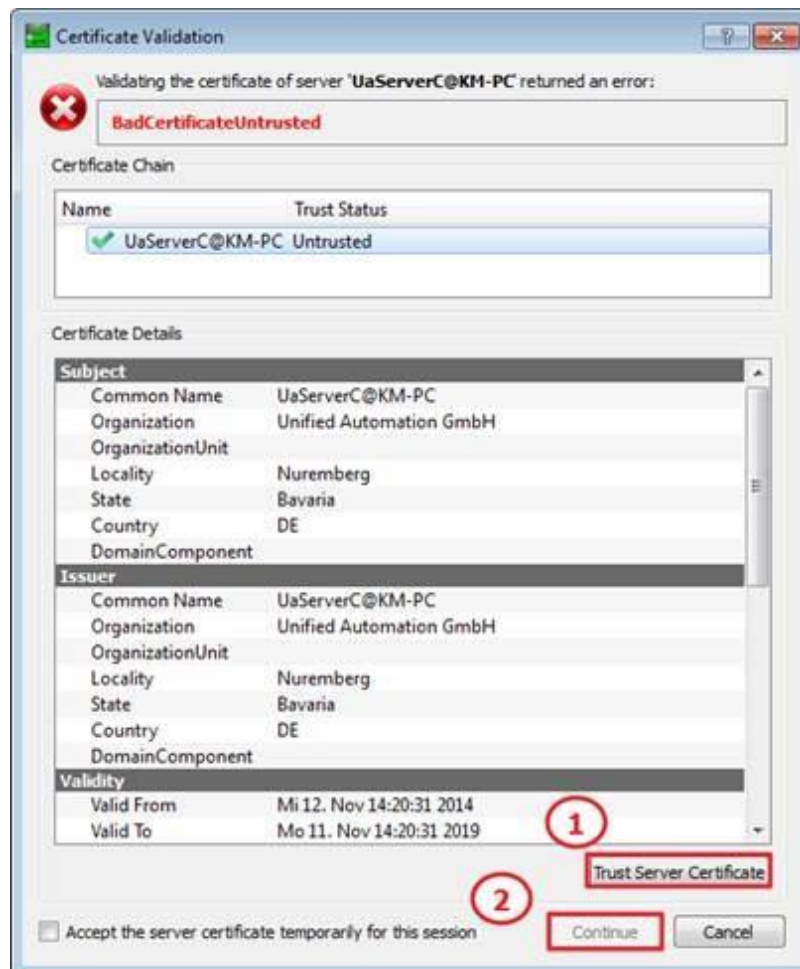 Certificate Validation
Validating the certificate of server 'UaServerC@KM-PC' returned an error:
BadCertificateUntrusted
Certificate Chain
Name Trust Status
UaServerC@KM-PC Untrusted
Certificate Details
Subject
Common Name UaServerC@KM-PC
Organization Unified Automation GmbH
OrganizationUnit
Locality Nuremberg
State Bavaria
Country DE
DomainComponent
Issuer
Common Name UaServerC@KM-PC
Organization Unified Automation GmbH
OrganizationUnit
Locality Nuremberg
State Bavaria
Country DE
DomainComponent
Validity
Valid From Mi 12. Nov 14:20:31 2014
Valid To Mo 11. Nov 14:20:31 2019
1
Trust Server Certificate
2
Accept the server certificate temporarily for this session Continue Cancel